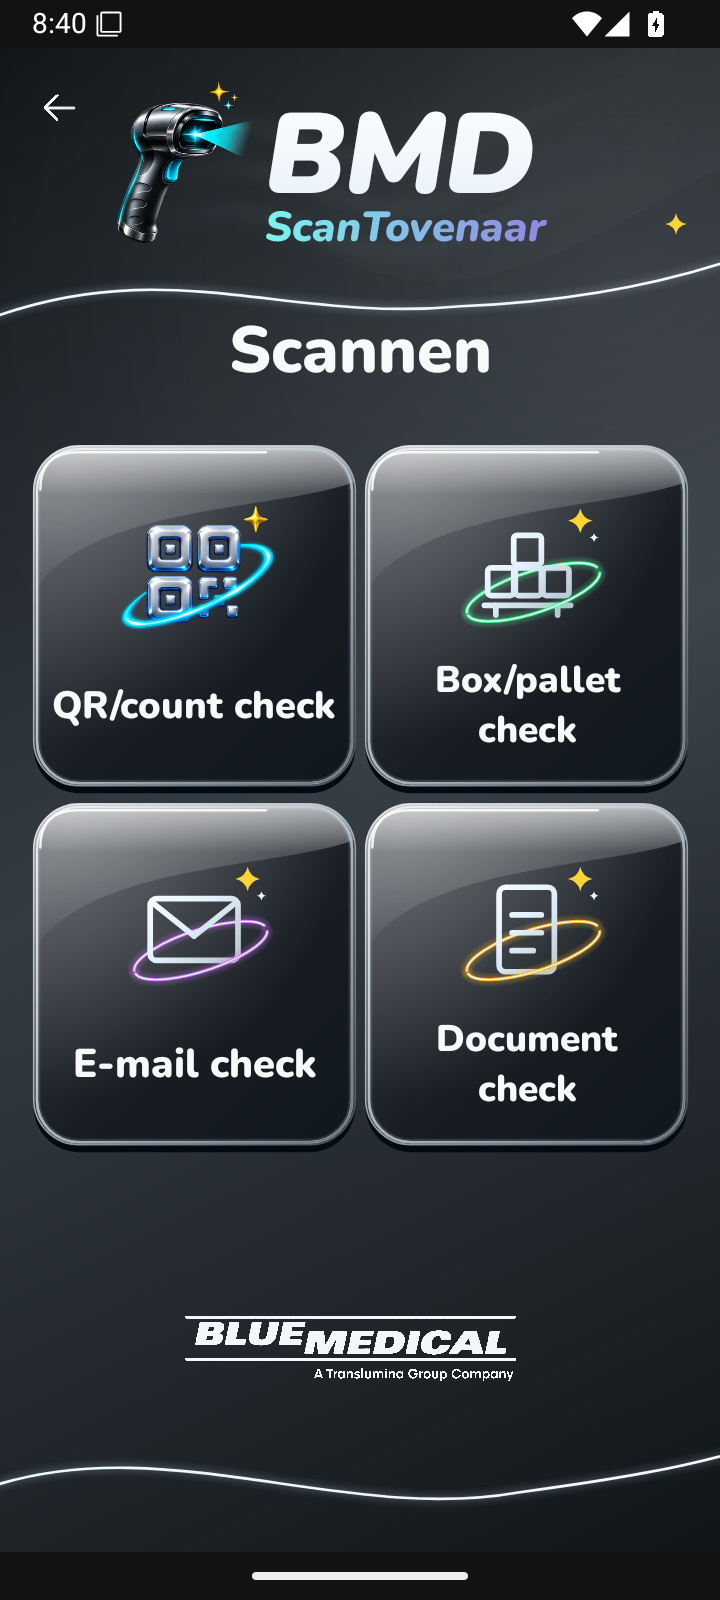 8:40
BMD
ScanTovenaar
Scannen
QR/count check
Box/pallet
check
E-mail check
Document
check
BLUEMEDICAL
A Translumina Group Company